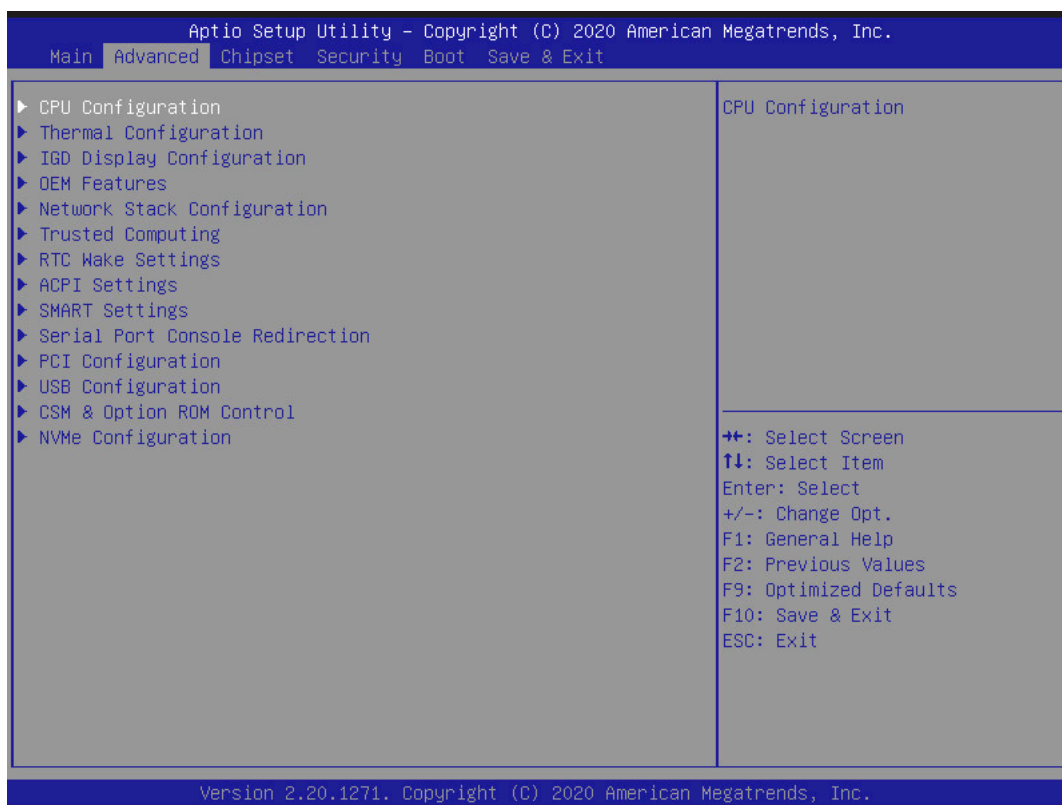 Aptio Setup Utility – Copyright (C) 2020 American Megatrends, Inc.
Main Advanced Chipset Security Boot Save & Exit
▶ CPU Configuration
▶ Thermal Configuration
▶ IGD Display Configuration
▶ OEM Features
▶ Network Stack Configuration
▶ Trusted Computing
▶ RTC Wake Settings
▶ ACPI Settings
▶ SMART Settings
▶ Serial Port Console Redirection
▶ PCI Configuration
▶ USB Configuration
▶ CSM & Option ROM Control
▶ NVMe Configuration
CPU Configuration
→←: Select Screen
↑↓: Select Item
Enter: Select
+/-: Change Opt.
F1: General Help
F2: Previous Values
F9: Optimized Defaults
F10: Save & Exit
ESC: Exit
Version 2.20.1271. Copyright (C) 2020 American Megatrends, Inc.